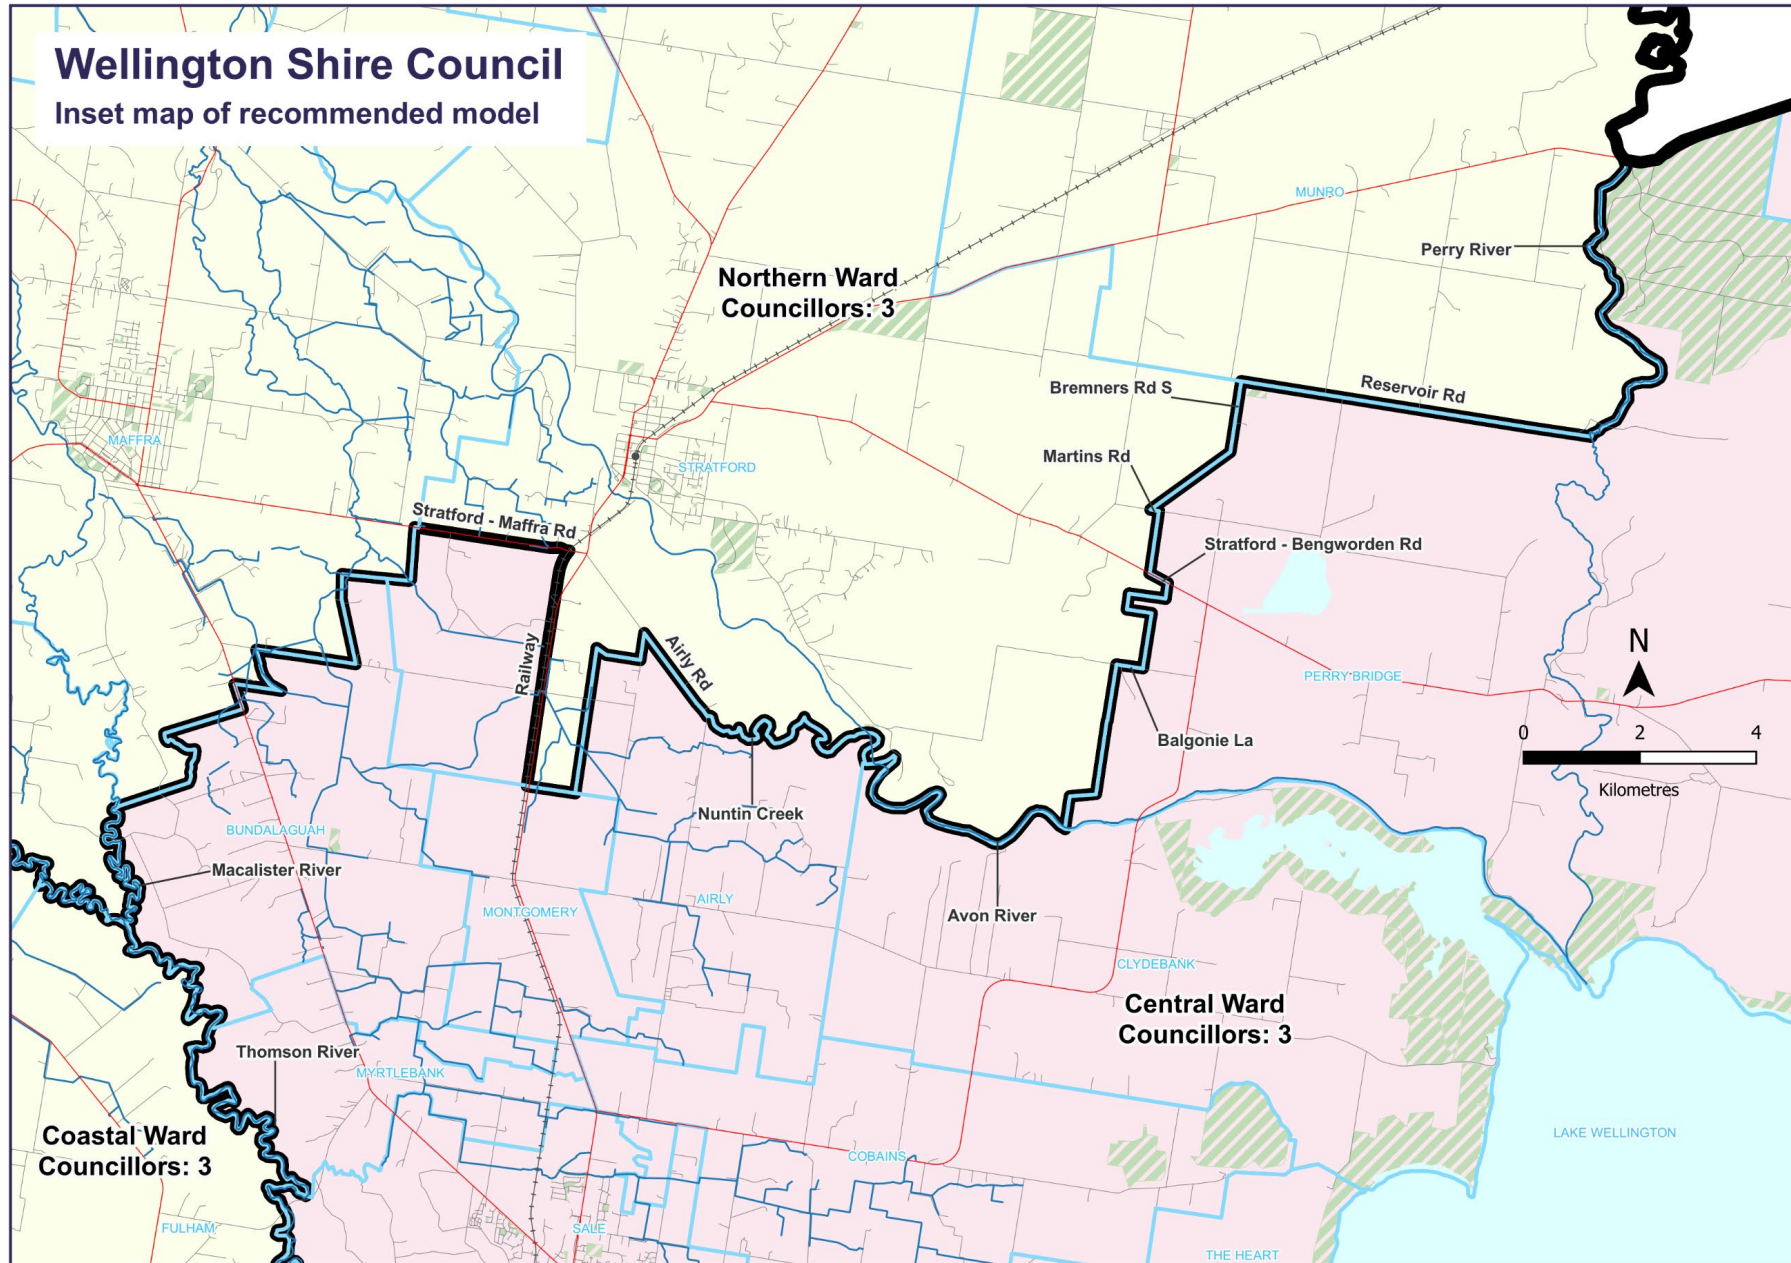 Wellington Shire Council
Inset map of recommended model
MUNRO
Perry River
Northern Ward
Councillors: 3
Bremners Rd S
Reservoir Rd
MAFFRA
Martins Rd
STRATFORD
Stratford - Maffra Rd
Stratford - Bengworden Rd
Railway
Airly Rd
N
PERRY BRIDGE
0 2 4
Kilometres
Balgonie La
Nuntin Creek
BUNDALAGUAH
Macalister River
MONTGOMERY
AIRLY
Avon River
CLYDEBANK
Central Ward
Councillors: 3
Thomson River
MYRTLEBANK
Coastal Ward
Councillors: 3
LAKE WELLINGTON
COBAINS
FULHAM
SALE
THE HEART